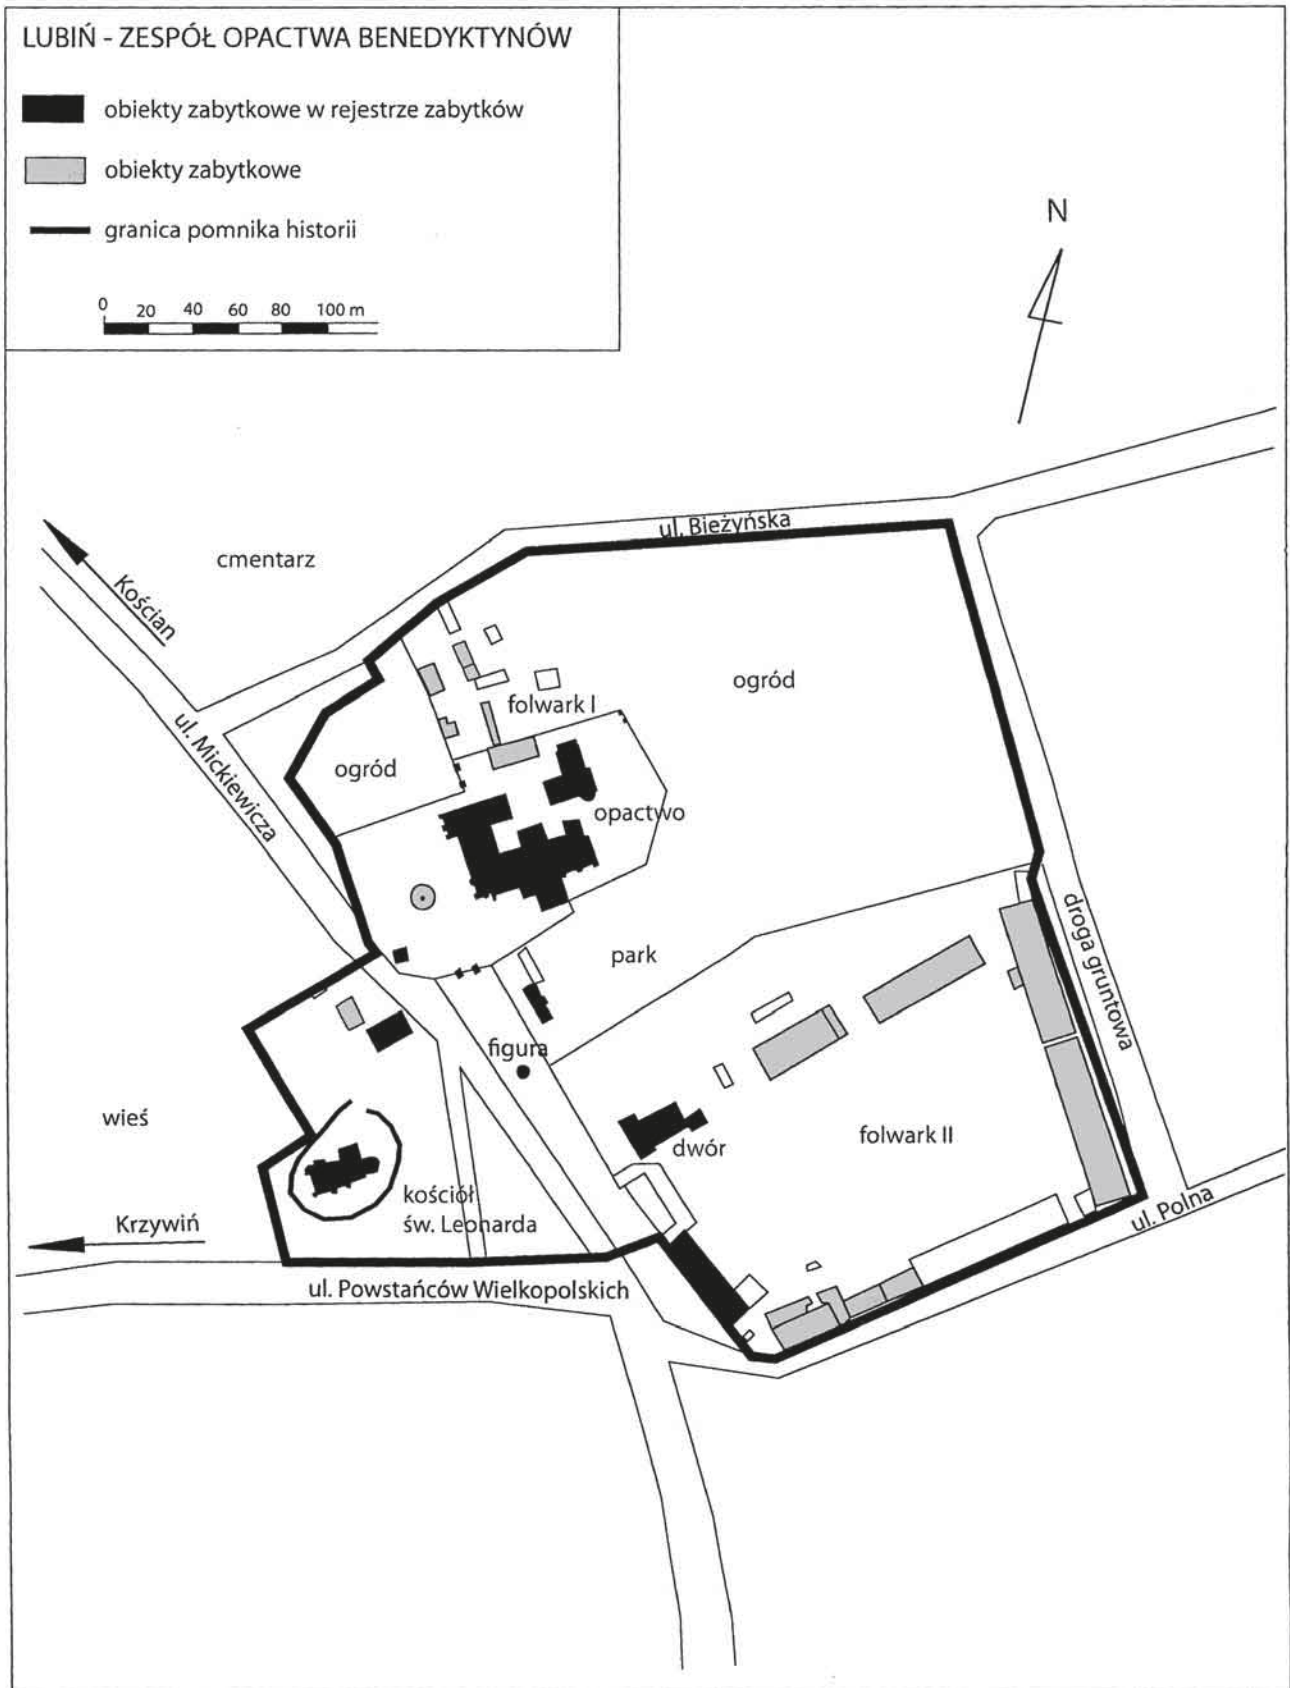 LUBIŃ - ZESPÓŁ OPACTWA BENEDYKTYNÓW
obiekty zabytkowe w rejestrze zabytków
obiekty zabytkowe
granica pomnika historii
0 20 40 60 80 100 m
N
ul. Bieżyńska
cmentarz
Kościan
ogród
folwark I
ul. Mickiewicza
ogród
opactwo
droga gruntowa
park
figura
wieś
dwór
folwark II
kościół
św. Leonarda
Krzywiń
ul. Polna
ul. Powstańców Wielkopolskich